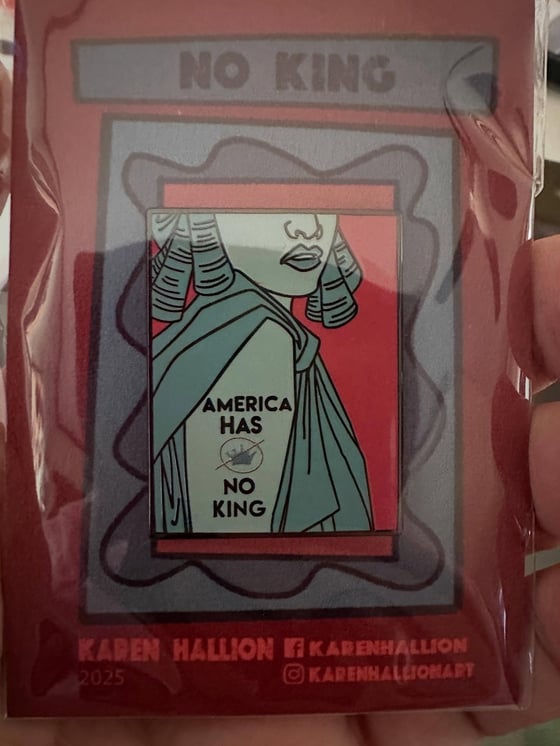 NO KING
AMERICA
HAS
NO
KING
KAREN HALLION KARENHALLION
2025 KARENHALLIONART